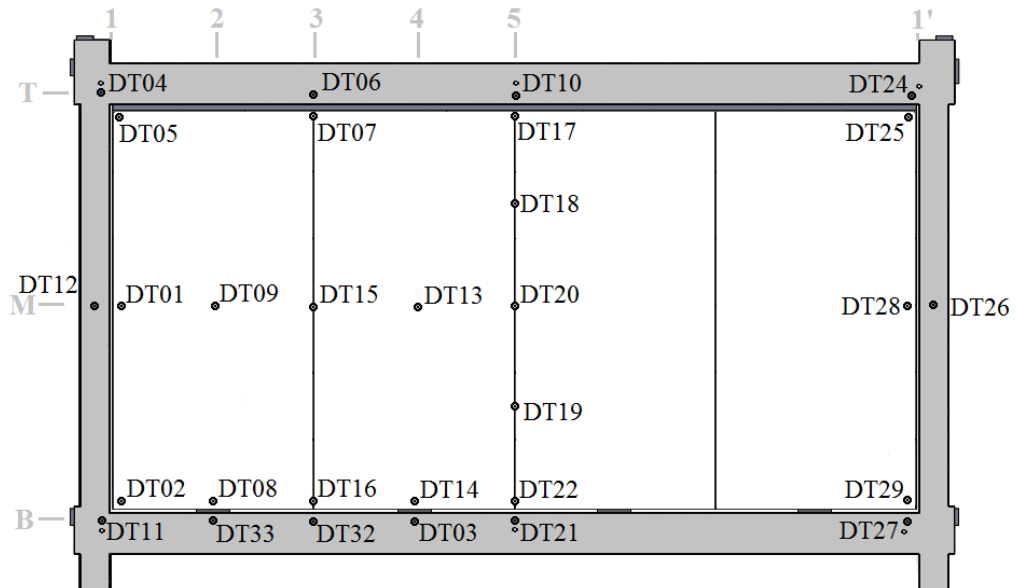 1 2 3 4 5 1'
T DT04 DT06 DT10 DT24
DT05 DT07 DT17 DT25
DT18
DT12
M DT01 DT09 DT15 DT13 DT20 DT28 DT26
DT19
DT02 DT08 DT16 DT14 DT22 DT29
B DT11 DT33 DT32 DT03 DT21 DT27